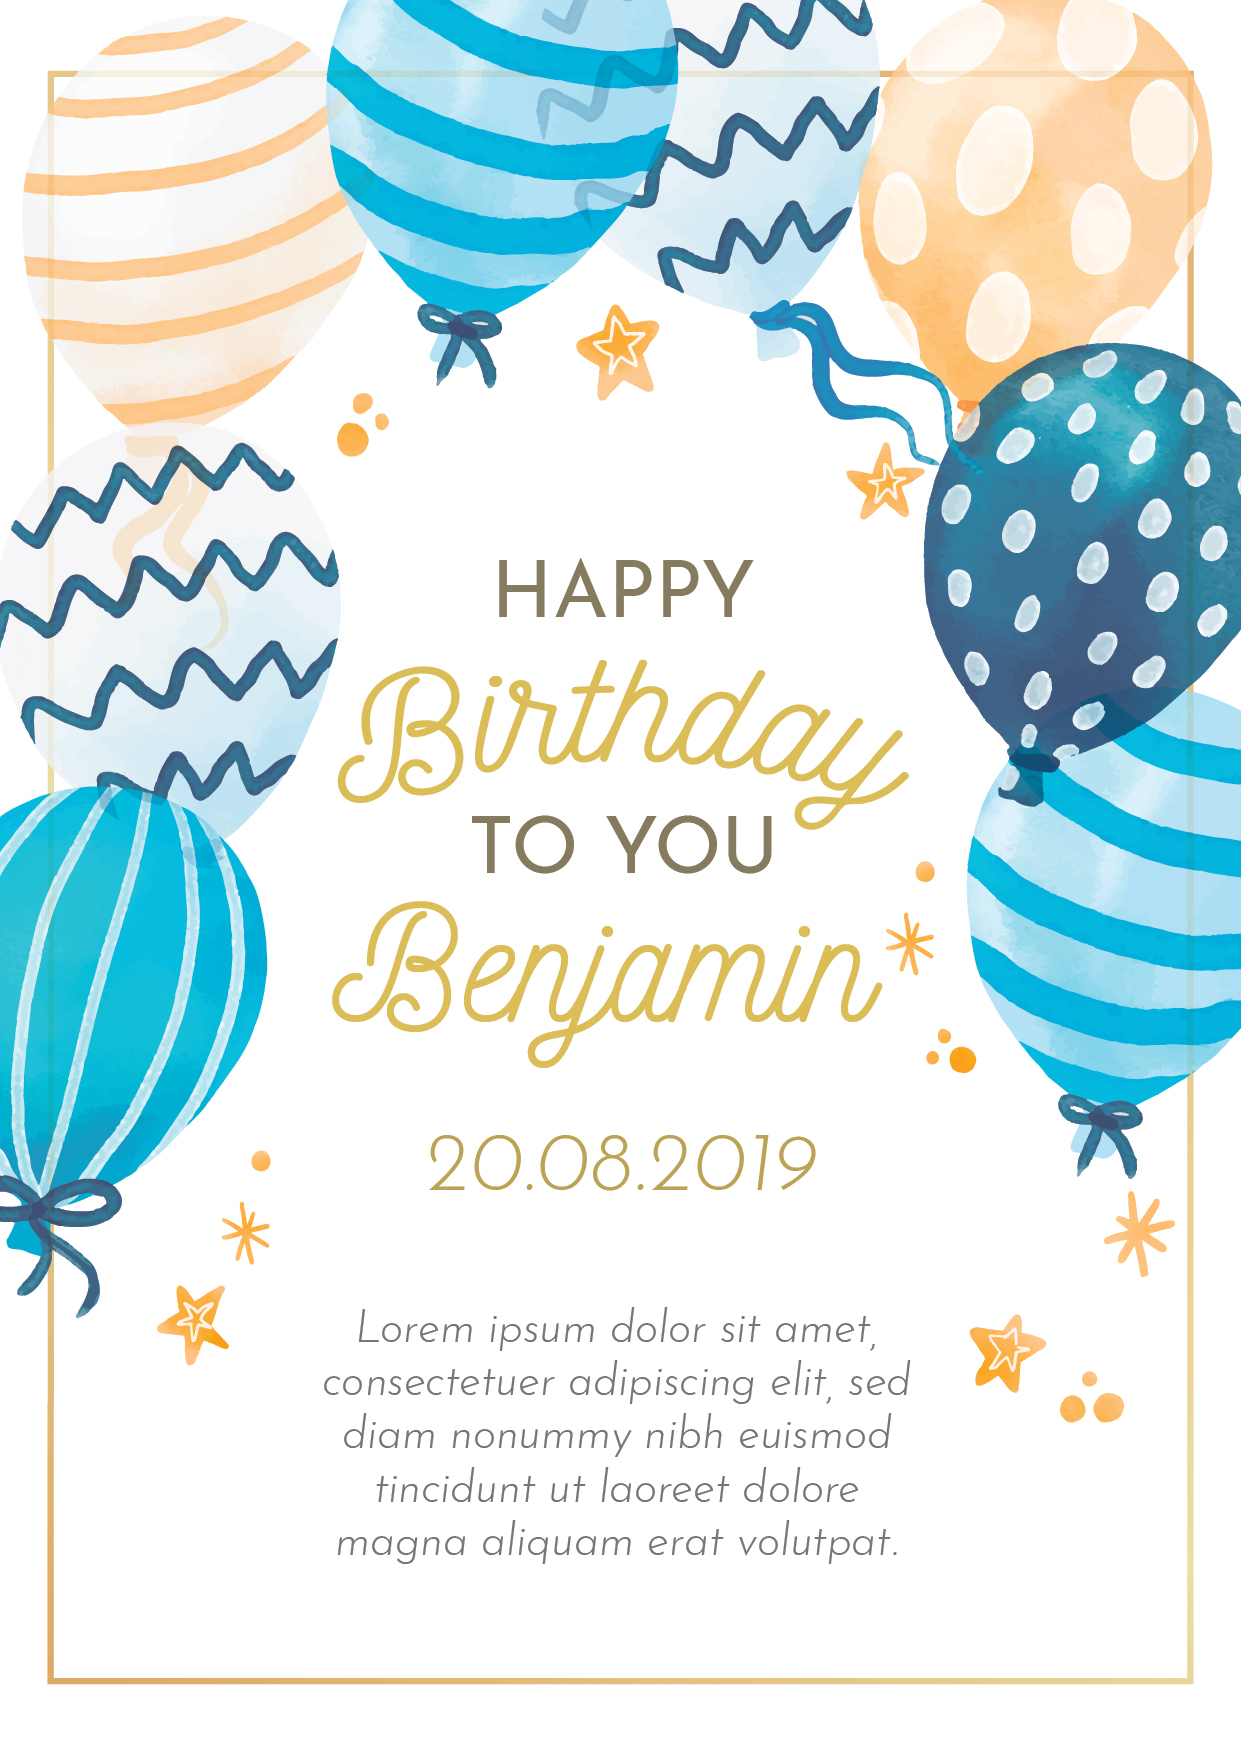 HAPPY
Birthday
TO YOU
Benjamin
20.08.2019
Lorem ipsum dolor sit amet,
consectetuer adipiscing elit, sed
diam nonummy nibh euismod
tincidunt ut laoreet dolore
magna aliquam erat volutpat.